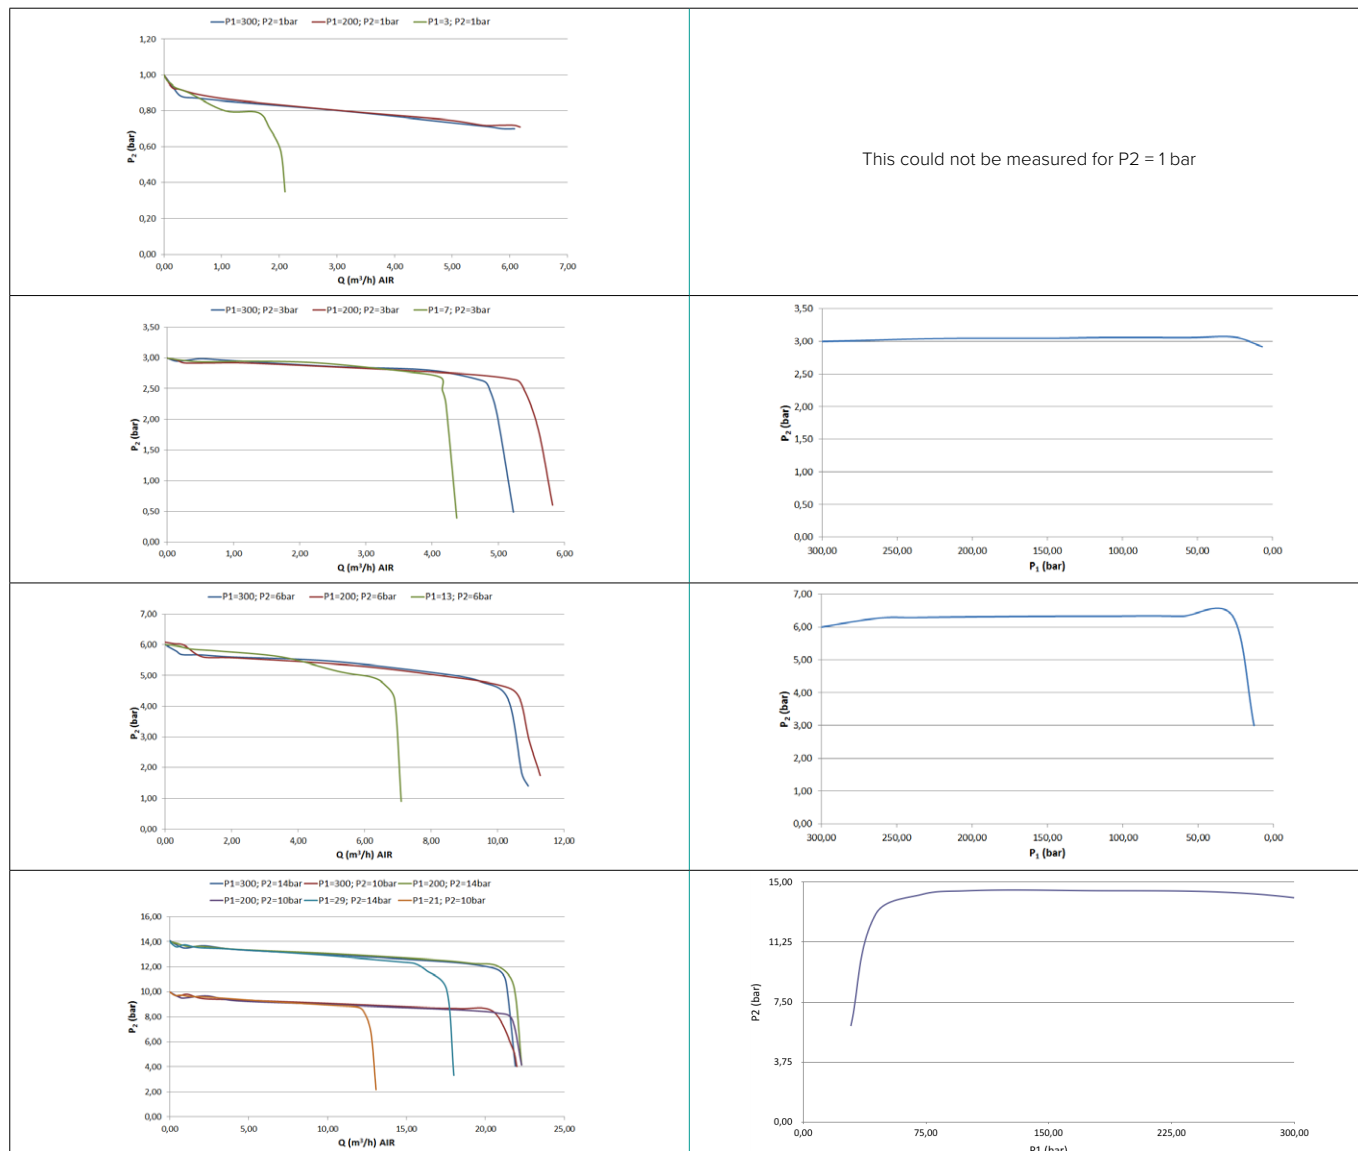 P1=300; P2=1bar P1=200; P2=1bar P1=3; P2=1bar
1,20
1,00
0,80
0,60
0,40
0,20
0,00
P2 (bar)
0,00 1,00 2,00 3,00 4,00 5,00 6,00 7,00
Q (m³/h) AIR
This could not be measured for P2 = 1 bar
P1=300; P2=3bar P1=200; P2=3bar P1=7; P2=3bar
3,50
3,00
2,50
2,00
1,50
1,00
0,50
0,00
P₂ (bar)
0,00 1,00 2,00 3,00 4,00 5,00 6,00
Q (m³/h) AIR
3,50
3,00
2,50
2,00
1,50
1,00
0,50
0,00
P₂ (bar)
300,00 250,00 200,00 150,00 100,00 50,00 0,00
P₁ (bar)
P1=300; P2=6bar P1=200; P2=6bar P1=13; P2=6bar
7,00
6,00
5,00
4,00
3,00
2,00
1,00
0,00
P₂ (bar)
0,00 2,00 4,00 6,00 8,00 10,00 12,00
Q (m³/h) AIR
7,00
6,00
5,00
4,00
3,00
2,00
1,00
0,00
P₂ (bar)
300,00 250,00 200,00 150,00 100,00 50,00 0,00
P₁ (bar)
P1=300; P2=14bar P1=300; P2=10bar P1=200; P2=14bar
P1=200; P2=10bar P1=29; P2=14bar P1=21; P2=10bar
16,00
14,00
12,00
10,00
8,00
6,00
4,00
2,00
0,00
P₂ (bar)
0,00 5,00 10,00 15,00 20,00 25,00
Q (m³/h) AIR
15,00
11,25
7,50
3,75
0,00
P2 (bar)
0,00 75,00 150,00 225,00 300,00
P1 (bar)